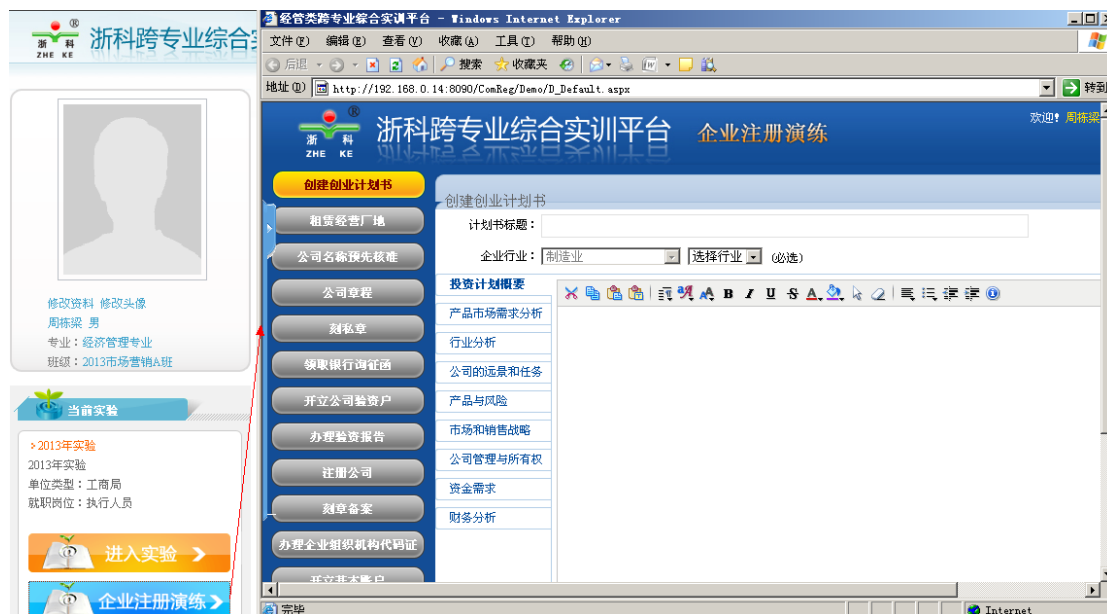 浙科
ZHE KE
浙科跨专业综合
修改资料 修改头像
周栋梁 男
专业：经济管理专业
班级：2013市场营销A班
当前实验
>2013年实验
2013年实验
单位类型：工商局
就职岗位：执行人员
进入实验
企业注册演练
经管类跨专业综合实训平台 - Windows Internet Explorer
文件(F) 编辑(E) 查看(V) 收藏(A) 工具(T) 帮助(H)
后退 搜索 收藏夹
地址(D) http://192.168.0.14:8090/ComReg/Demo/D_Default.aspx 转到
浙科
ZHE KE
浙科跨专业综合实训平台 企业注册演练
欢迎! 周栋梁
创建创业计划书
租赁经营厂地
公司名称预先核准
公司章程
刻私章
领取银行询证函
开立公司验资户
办理验资报告
注册公司
刻章备案
办理企业组织机构代码证
开立基本账户
创建创业计划书
计划书标题：
企业行业： 制造业 选择行业 (必选)
投资计划概要
产品市场需求分析
行业分析
公司的远景和任务
产品与风险
市场和销售战略
公司管理与所有权
资金需求
财务分析
B I U S A
完毕
Internet